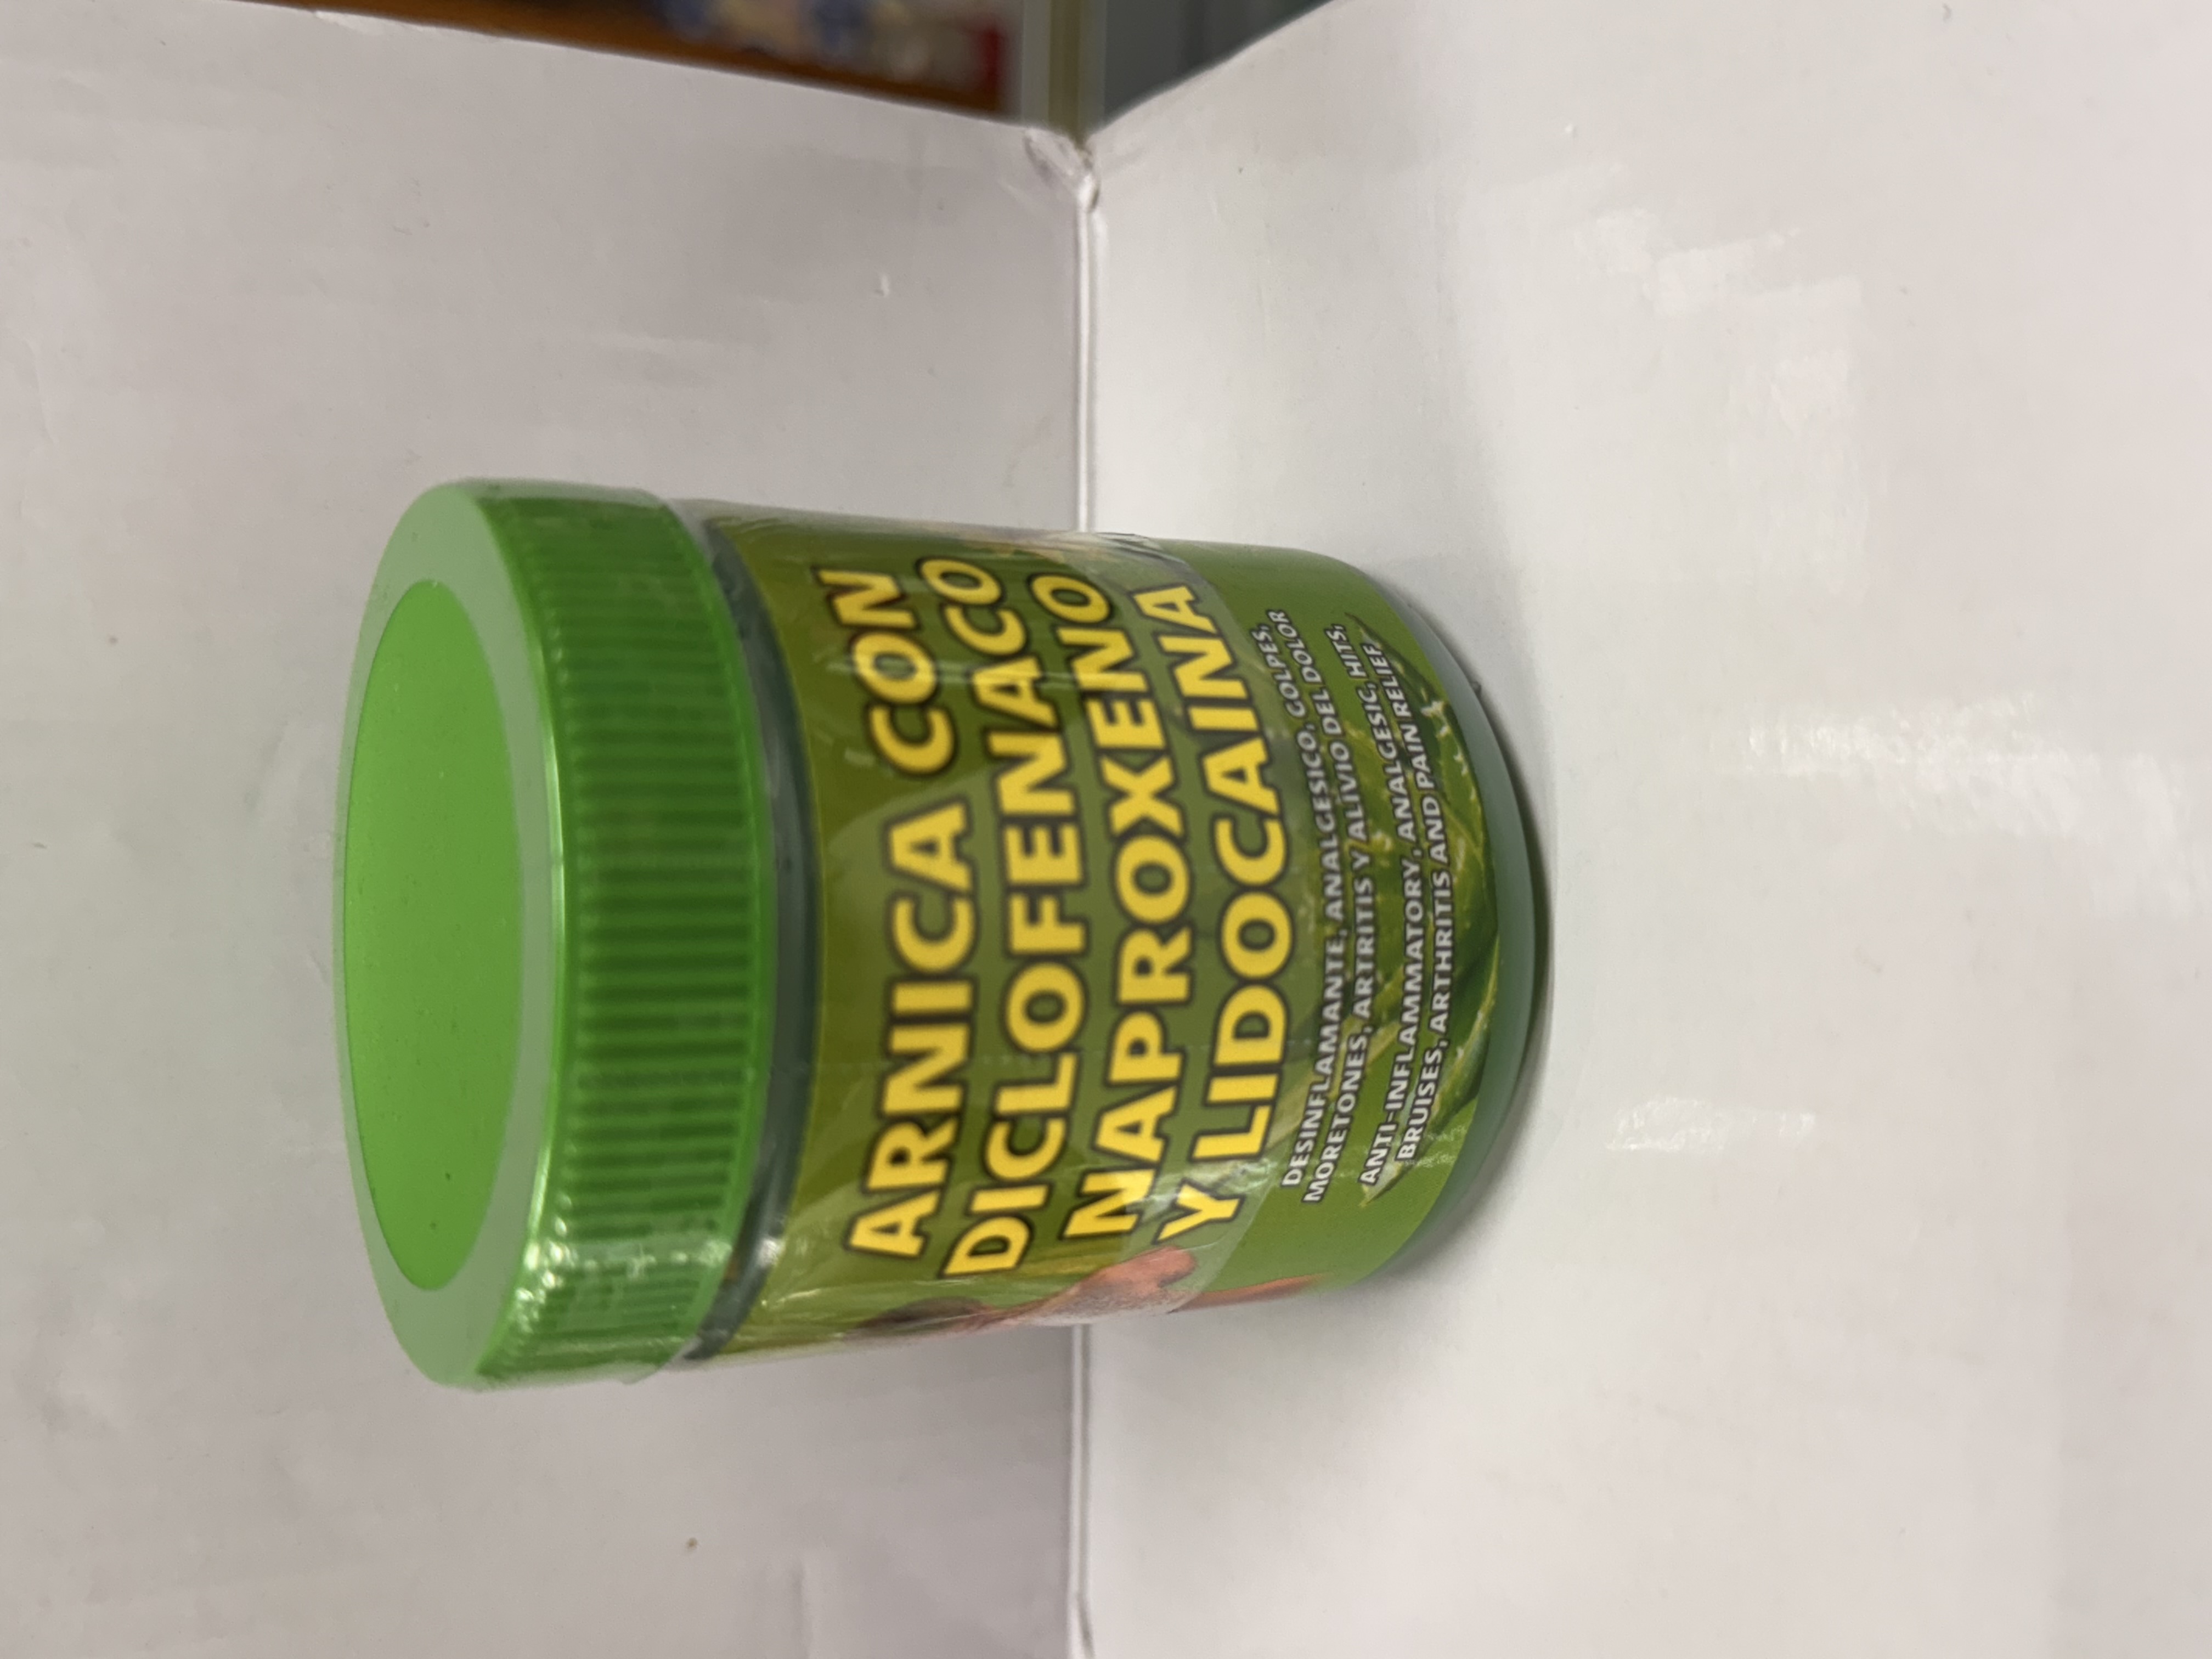 ARNICA CON
DICLOFENACO
NAPROXENO
Y LIDOCAINA
DESINFLAMANTE, ANALGESICO, GOLPES,
MORETONES, ARTRITIS Y ALIVIO DEL DOLOR
ANTI-INFLAMMATORY, ANALGESIC, HITS,
BRUISES, ARTHRITIS AND PAIN RELIEF.